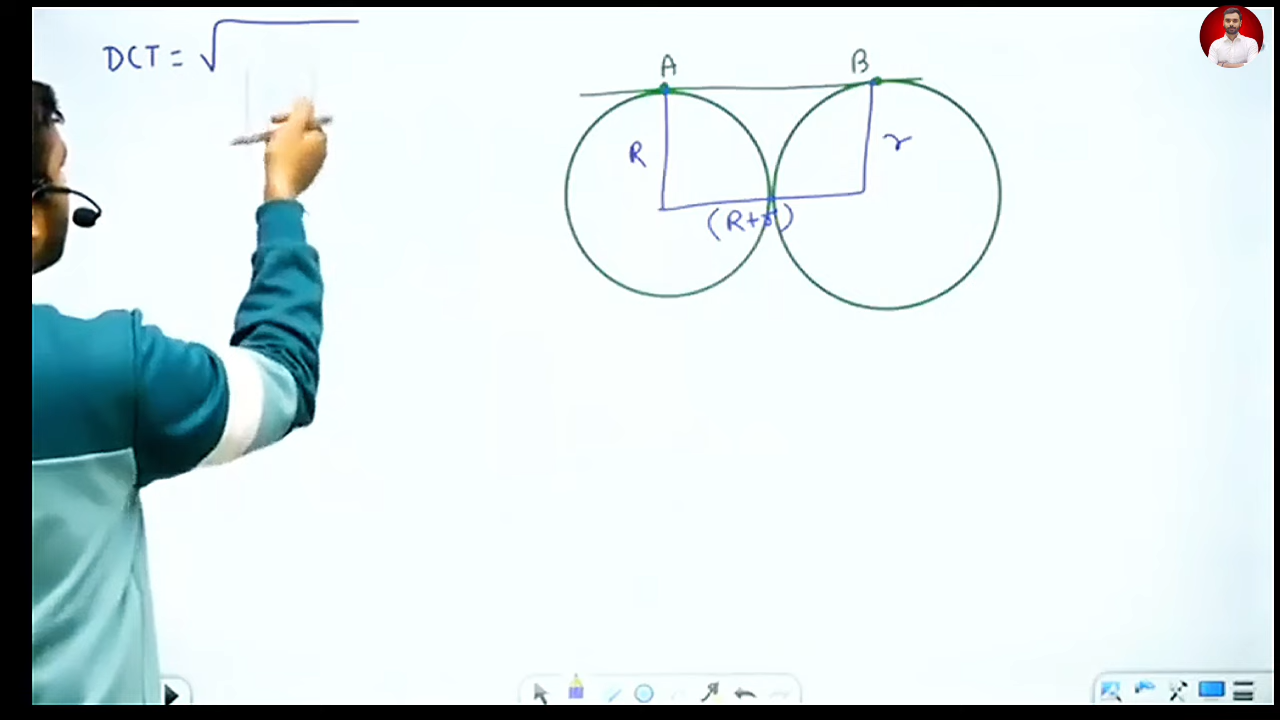 DCT = √
A
B
R
r
(R+r)